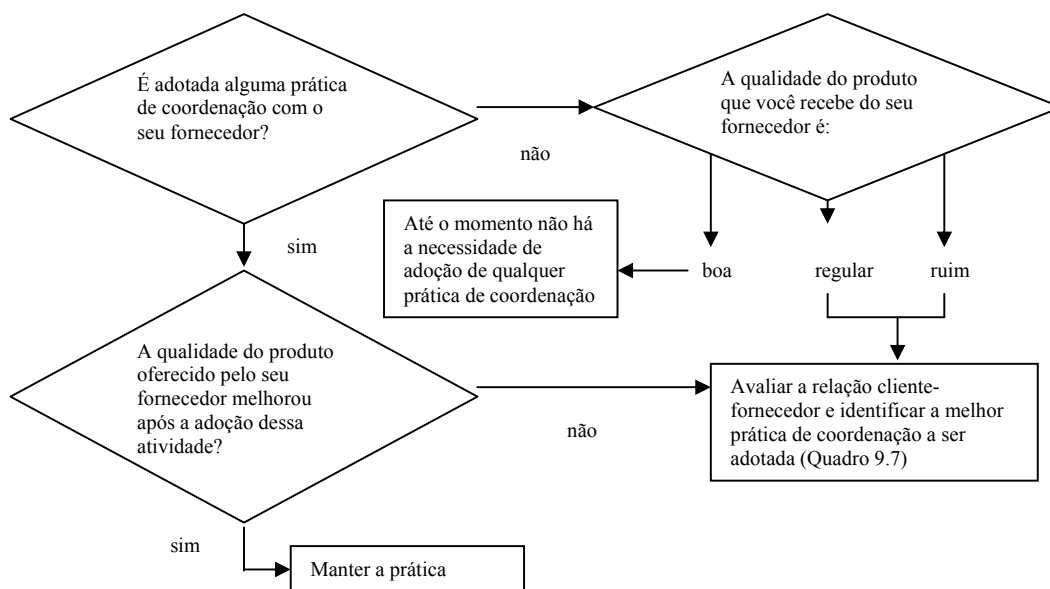 É adotada alguma prática
de coordenação com o
seu fornecedor?
não
A qualidade do produto
que você recebe do seu
fornecedor é:
sim
Até o momento não há
a necessidade de
adoção de qualquer
prática de coordenação
boa
regular
ruim
A qualidade do produto
oferecido pelo seu
fornecedor melhorou
após a adoção dessa
atividade?
não
Avaliar a relação cliente-
fornecedor e identificar a melhor
prática de coordenação a ser
adotada (Quadro 9.7)
sim
Manter a prática